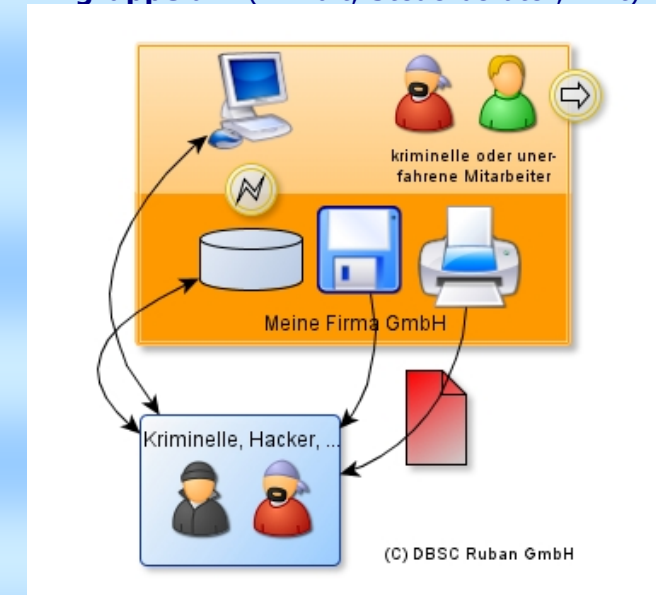 kriminelle oder uner-
fahrene Mitarbeiter
Meine Firma GmbH
Kriminelle, Hacker, ...
(C) DBSC Ruban GmbH